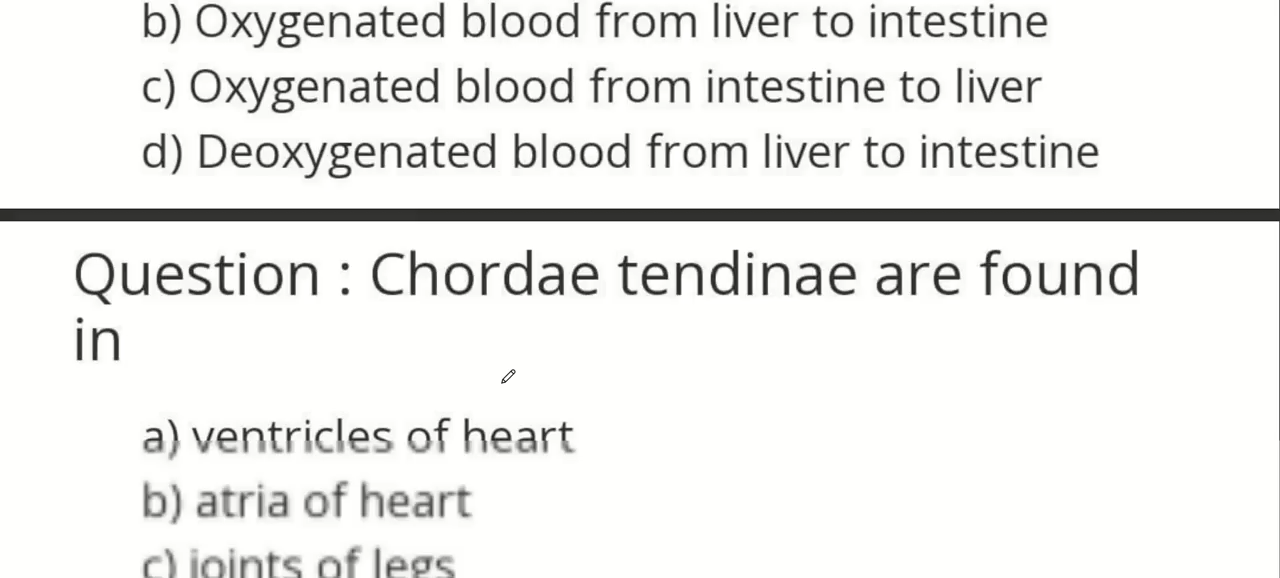 b) Oxygenated blood from liver to intestine
c) Oxygenated blood from intestine to liver
d) Deoxygenated blood from liver to intestine
Question : Chordae tendinae are found
in
a) ventricles of heart
b) atria of heart
c) joints of legs